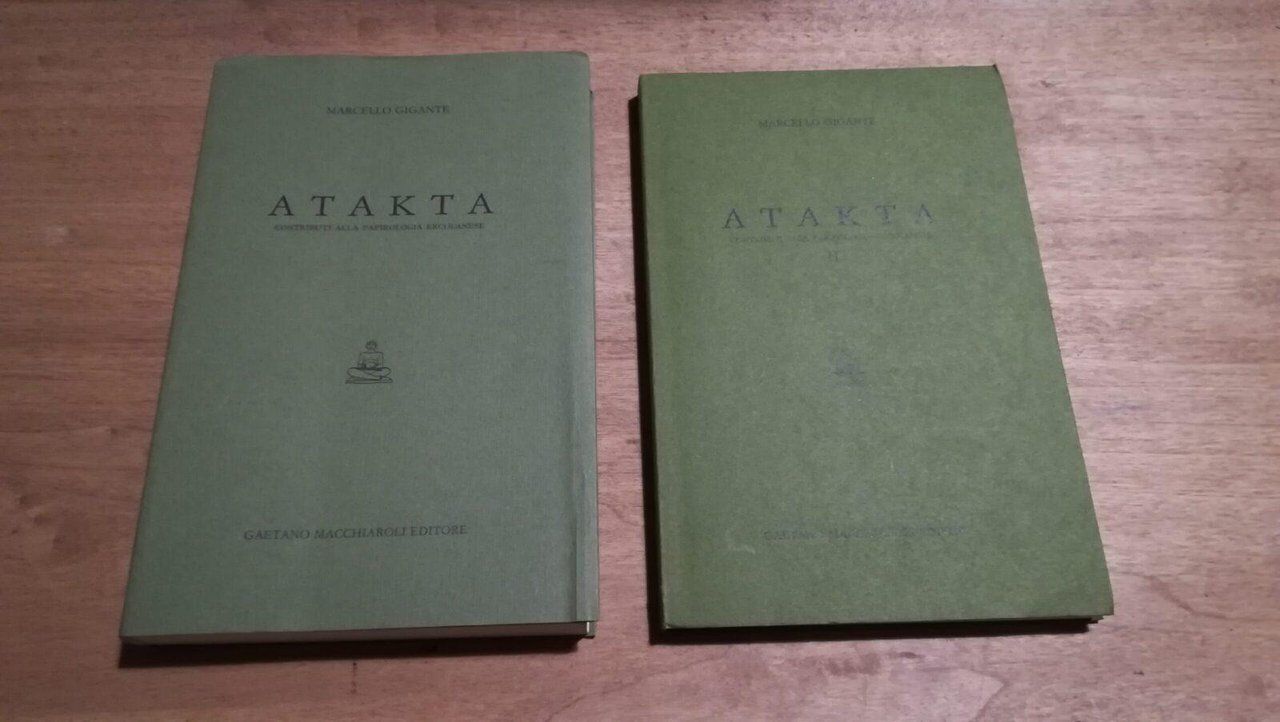 MARCELLO GIGANTE
ATAKTA
CONTRIBUTI ALLA PAPIROLOGIA ERCOLANESE
GAETANO MACCHIAROLI EDITORE
MARCELLO GIGANTE
ATAKTA
II